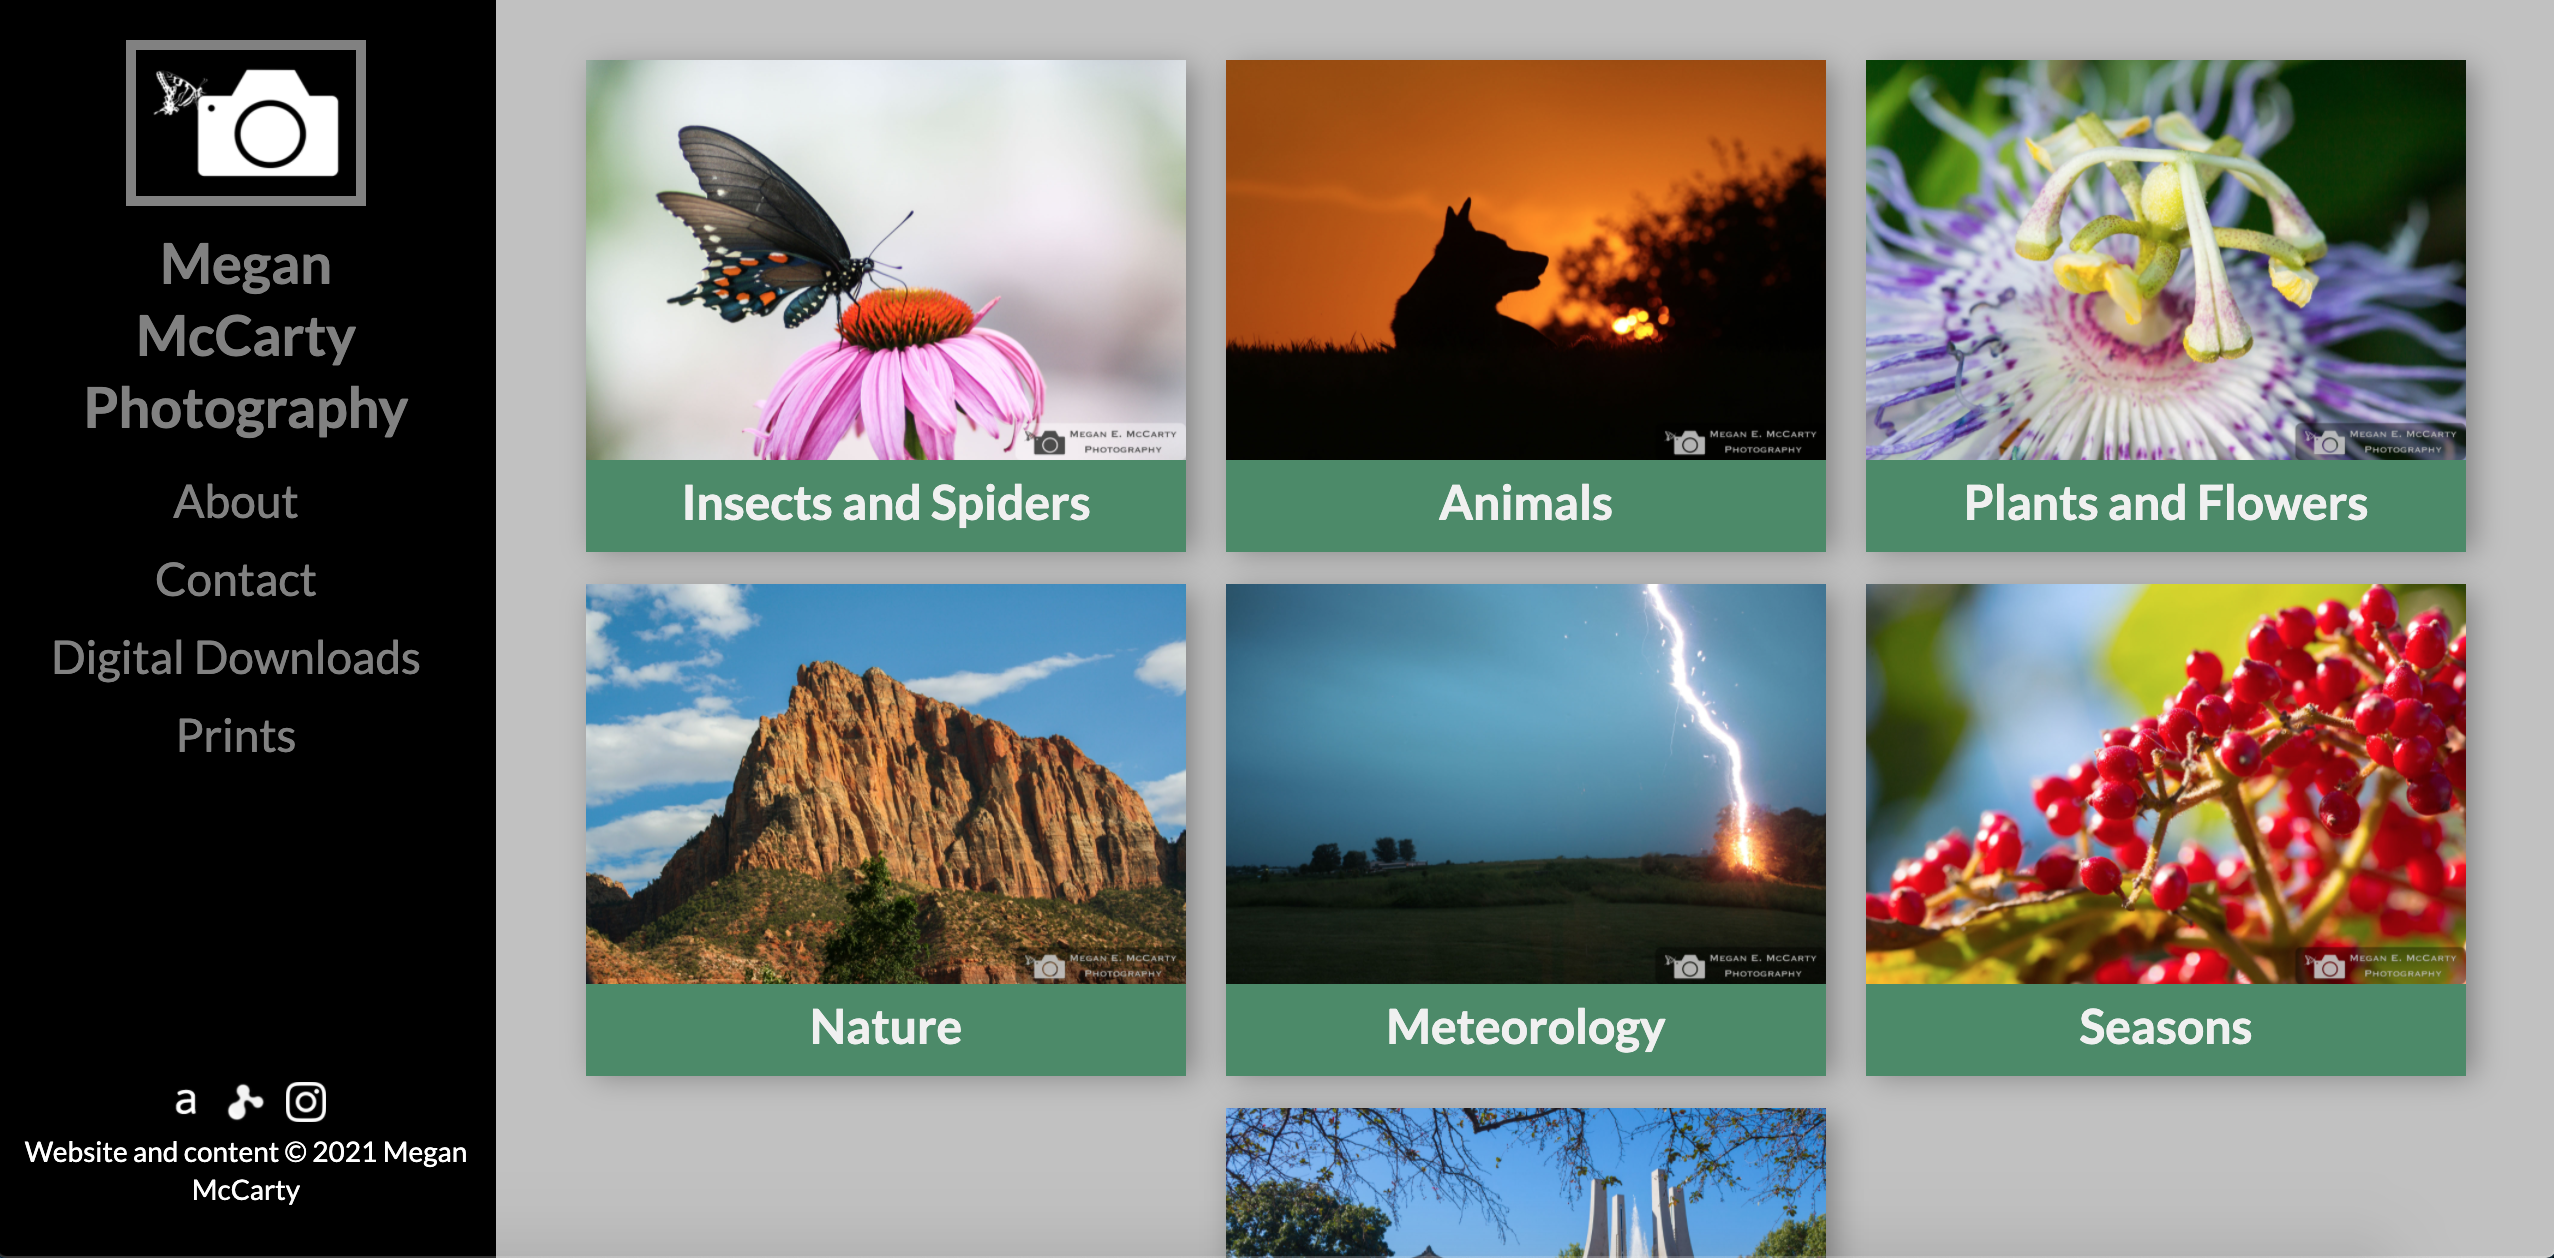 Megan
McCarty
Photography
About
Contact
Digital Downloads
Prints
a
Website and content © 2021 Megan
McCarty
MEGAN E. MCCARTY
PHOTOGRAPHY
Insects and Spiders
MEGAN E. MCCARTY
PHOTOGRAPHY
Animals
MEGAN E. MCCARTY
PHOTOGRAPHY
Plants and Flowers
MEGAN E. MCCARTY
PHOTOGRAPHY
Nature
MEGAN E. MCCARTY
PHOTOGRAPHY
Meteorology
MEGAN E. MCCARTY
PHOTOGRAPHY
Seasons